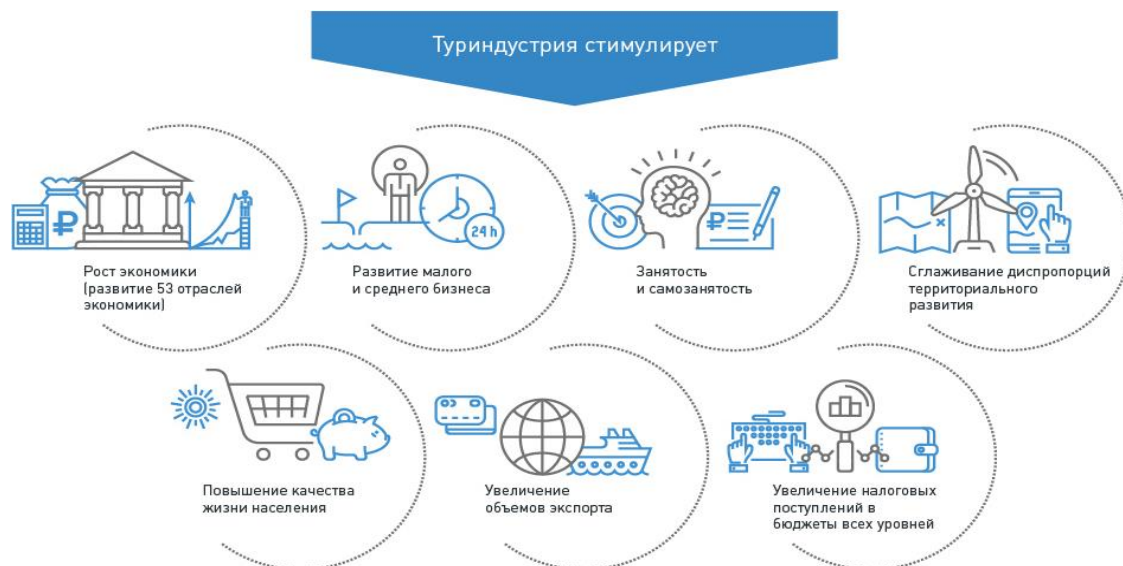 Туриндустрия стимулирует
₽
24 h
₽
Рост экономики
(развитие 53 отраслей
экономики)
Развитие малого
и среднего бизнеса
Занятость
и самозанятость
Сглаживание диспропорций
территориального
развития
Повышение качества
жизни населения
Увеличение
объемов экспорта
Увеличение налоговых
поступлений в
бюджеты всех уровней